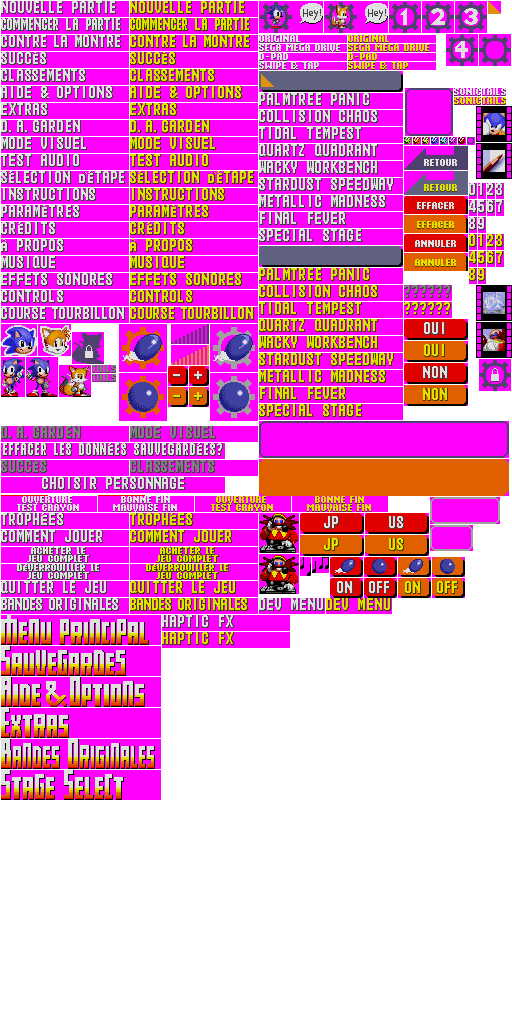 NOUVELLE PARTIE NOUVELLE PARTIE Hey! Hey! 1 2 3
COMMENCER LA PARTIE COMMENCER LA PARTIE
CONTRE LA MONTRE CONTRE LA MONTRE
ORIGINAL ORIGINAL
SEGA MEGA DRIVE SEGA MEGA DRIVE
D-PAD D-PAD
SWIPE & TAP SWIPE & TAP
4
SUCCèS SUCCèS
CLASSEMENTS CLASSEMENTS
AIDE & OPTIONS AIDE & OPTIONS
EXTRAS EXTRAS
D. A. GARDEN D. A. GARDEN
MODE VISUEL MODE VISUEL
TEST AUDIO TEST AUDIO
SéLECTION D'éTAPE SéLECTION D'éTAPE
INSTRUCTIONS INSTRUCTIONS
PARAMèTRES PARAMèTRES
CRéDITS CRéDITS
à PROPOS à PROPOS
MUSIQUE MUSIQUE
EFFETS SONORES EFFETS SONORES
CONTROLS CONTROLS
COURSE TOURBILLON COURSE TOURBILLON
PALMTREE PANIC
COLLISION CHAOS
TIDAL TEMPEST
QUARTZ QUADRANT
WACKY WORKBENCH
STARDUST SPEEDWAY
METALLIC MADNESS
FINAL FEVER
SPECIAL STAGE
PALMTREE PANIC
COLLISION CHAOS
TIDAL TEMPEST
QUARTZ QUADRANT
WACKY WORKBENCH
STARDUST SPEEDWAY
METALLIC MADNESS
FINAL FEVER
SPECIAL STAGE
SONIC TAILS
SONIC TAILS
RETOUR
RETOUR
EFFACER
EFFACER
ANNULER
ANNULER
0123
4567
89
0123
4567
89
??????
??????
OUI
OUI
NON
NON
- +
- +
D. A. GARDEN MODE VISUEL
EFFACER LES DONNÉES SAUVEGARDÉES?
SUCCèS CLASSEMENTS
CHOISIR PERSONNAGE
OUVERTURE BONNE FIN OUVERTURE BONNE FIN
TEST CRAYON MAUVAISE FIN TEST CRAYON MAUVAISE FIN
TROPHÉES TROPHÉES
COMMENT JOUER COMMENT JOUER
ACHETER LE ACHETER LE
JEU COMPLET JEU COMPLET
DÉVERROUILLER LE DÉVERROUILLER LE
JEU COMPLET JEU COMPLET
QUITTER LE JEU QUITTER LE JEU
BANDES ORIGINALES BANDES ORIGINALES
JP US
JP US
ON OFF ON OFF
DEV MENU DEV MENU
MENU PRINCIPAL
SAUVEGARDES
AIDE & OPTIONS
EXTRAS
BANDES ORIGINALES
STAGE SELECT
HAPTIC FX
HAPTIC FX